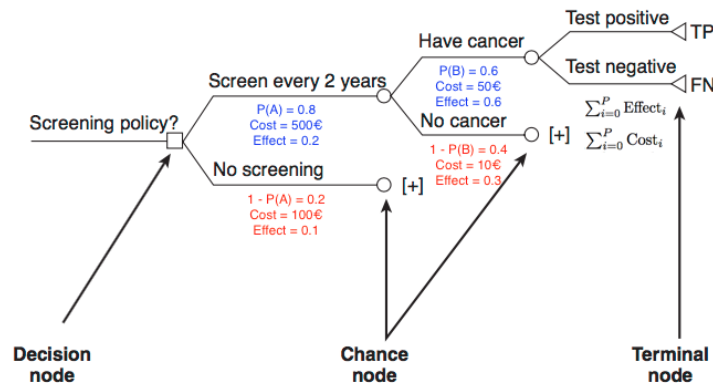 Test positive
TP
Have cancer
Test negative
FN
Screen every 2 years
P(B) = 0.6
Cost = 50€
Effect = 0.6
P(A) = 0.8
Cost = 500€
Effect = 0.2
No cancer
Screening policy?
[+]
∑_{i=0}^{P} Effect_i
∑_{i=0}^{P} Cost_i
No screening
1 - P(B) = 0.4
Cost = 10€
Effect = 0.3
[+]
1 - P(A) = 0.2
Cost = 100€
Effect = 0.1
Decision
node
Chance
node
Terminal
node